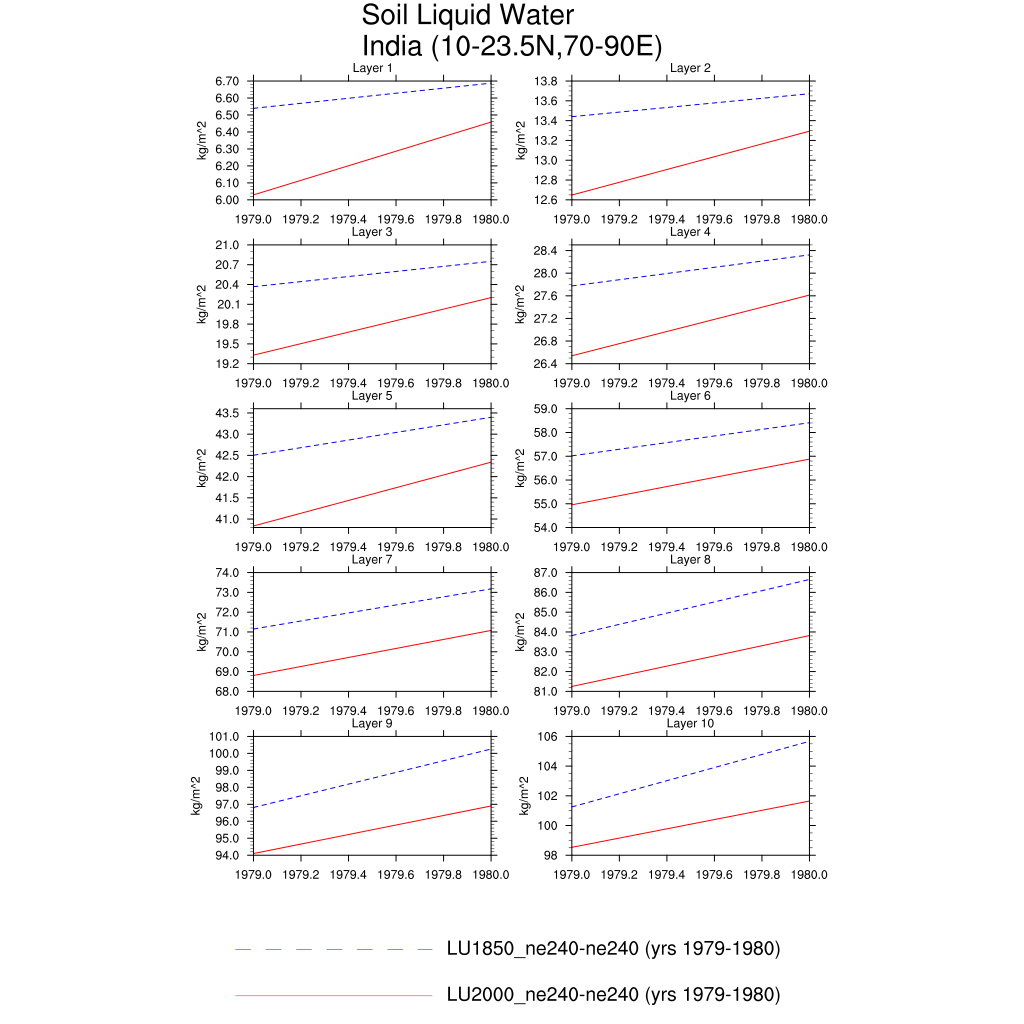 Soil Liquid Water
India (10-23.5N,70-90E)
Layer 1
6.70
6.60
6.50
6.40
6.30
6.20
6.10
6.00
kg/m^2
1979.0 1979.2 1979.4 1979.6 1979.8 1980.0
Layer 2
13.8
13.6
13.4
13.2
13.0
12.8
12.6
kg/m^2
1979.0 1979.2 1979.4 1979.6 1979.8 1980.0
Layer 3
21.0
20.7
20.4
20.1
19.8
19.5
19.2
kg/m^2
1979.0 1979.2 1979.4 1979.6 1979.8 1980.0
Layer 4
28.4
28.0
27.6
27.2
26.8
26.4
kg/m^2
1979.0 1979.2 1979.4 1979.6 1979.8 1980.0
Layer 5
43.5
43.0
42.5
42.0
41.5
41.0
kg/m^2
1979.0 1979.2 1979.4 1979.6 1979.8 1980.0
Layer 6
59.0
58.0
57.0
56.0
55.0
54.0
kg/m^2
1979.0 1979.2 1979.4 1979.6 1979.8 1980.0
Layer 7
74.0
73.0
72.0
71.0
70.0
69.0
68.0
kg/m^2
1979.0 1979.2 1979.4 1979.6 1979.8 1980.0
Layer 8
87.0
86.0
85.0
84.0
83.0
82.0
81.0
kg/m^2
1979.0 1979.2 1979.4 1979.6 1979.8 1980.0
Layer 9
101.0
100.0
99.0
98.0
97.0
96.0
95.0
94.0
kg/m^2
1979.0 1979.2 1979.4 1979.6 1979.8 1980.0
Layer 10
106
104
102
100
98
kg/m^2
1979.0 1979.2 1979.4 1979.6 1979.8 1980.0
LU1850_ne240-ne240 (yrs 1979-1980)
LU2000_ne240-ne240 (yrs 1979-1980)